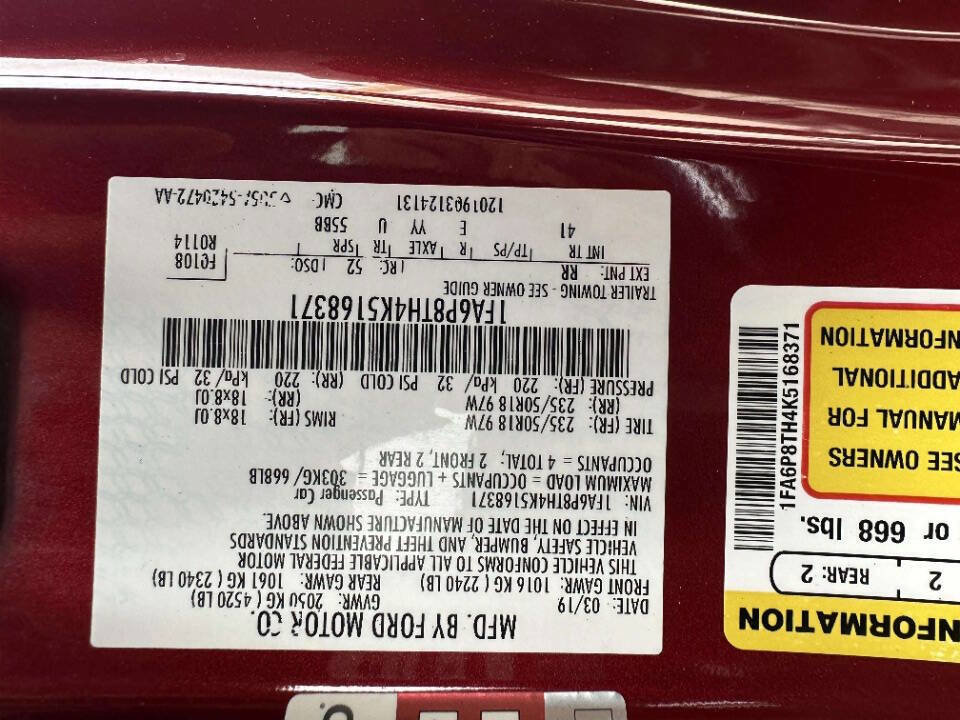 MFD. BY FORD MOTOR CO.
DATE: 03/19 GVWR: 2050 KG ( 4520 LB)
FRONT GAWR: 1016 KG ( 2240 LB) REAR GAWR: 1061 KG ( 2340 LB)
THIS VEHICLE CONFORMS TO ALL APPLICABLE FEDERAL MOTOR
VEHICLE SAFETY, BUMPER, AND THEFT PREVENTION STANDARDS
IN EFFECT ON THE DATE OF MANUFACTURE SHOWN ABOVE.
VIN: 1FA6P8TH4K5168371 TYPE: Passenger Car
MAXIMUM LOAD = OCCUPANTS + LUGGAGE = 303KG/ 668LB
OCCUPANTS = 4 TOTAL; 2 FRONT, 2 REAR
TIRE (FR): 235/50R18 97W RIMS (FR): 18x8.0J
(RR): 235/50R18 97W (RR): 18x8.0J
PRESSURE (FR): 220 kPa/ 32 PSI COLD (RR): 220 kPa/ 32 PSI COLD
1FA6P8TH4K5168371
TRAILER TOWING - SEE OWNER GUIDE
EXT PNT: RR RC: 52 DSO: F0108
INT TR TP/PS R AXLE TR SPR R0114
41 E YY U 55BB
1201903124131 CMC
5420472-AA
INFORMATION
2 REAR: 2
or 668 lbs.
SEE OWNERS
MANUAL FOR
ADDITIONAL
INFORMATION
1FA6P8TH4K5168371